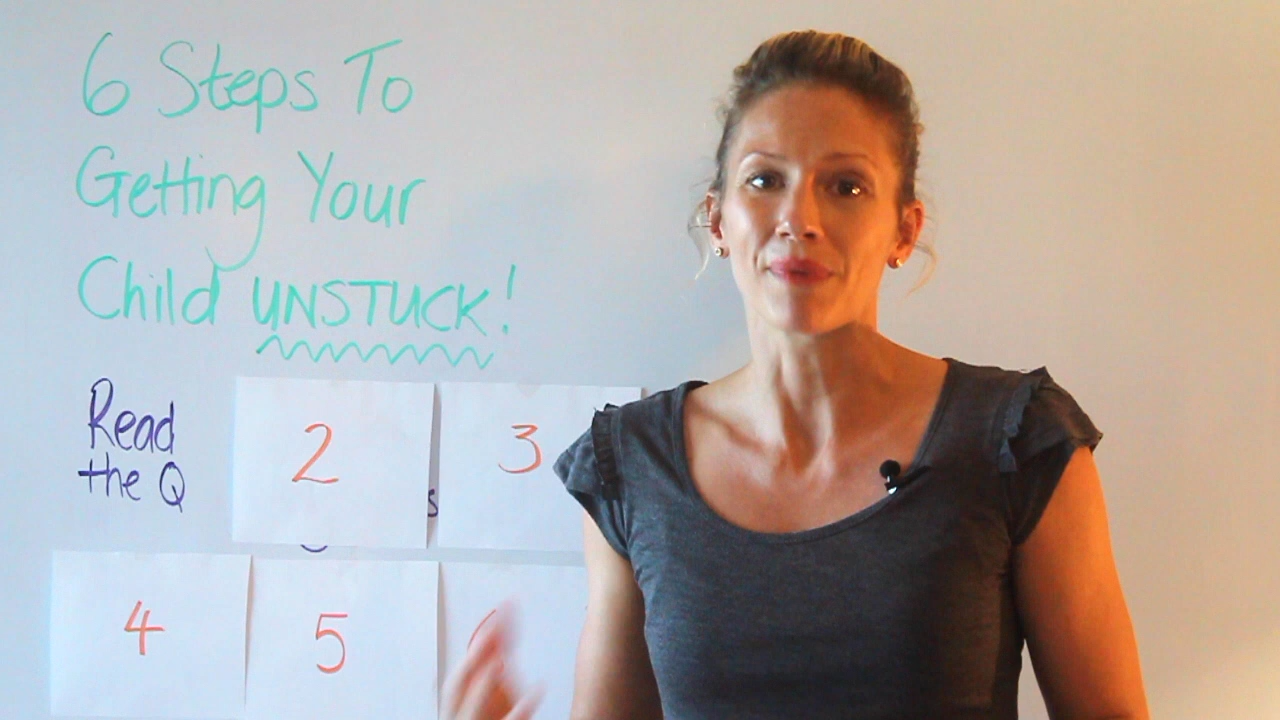 6 Steps To
Getting Your
Child UNSTUCK!
Read
the Q
2
3
s
4
5